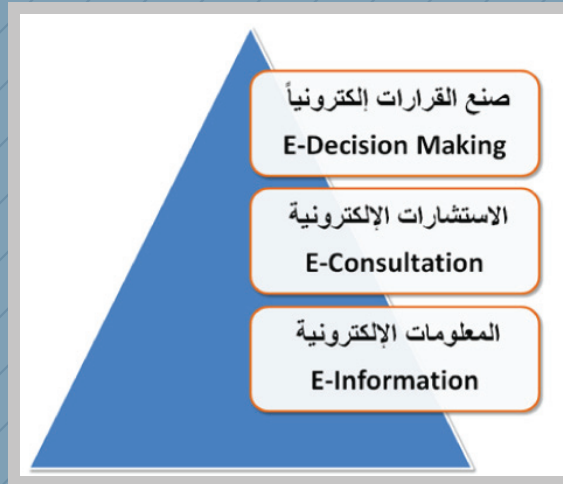 صنع القرارات إلكترونياً
E-Decision Making
الاستشارات الإلكترونية
E-Consultation
المعلومات الإلكترونية
E-Information